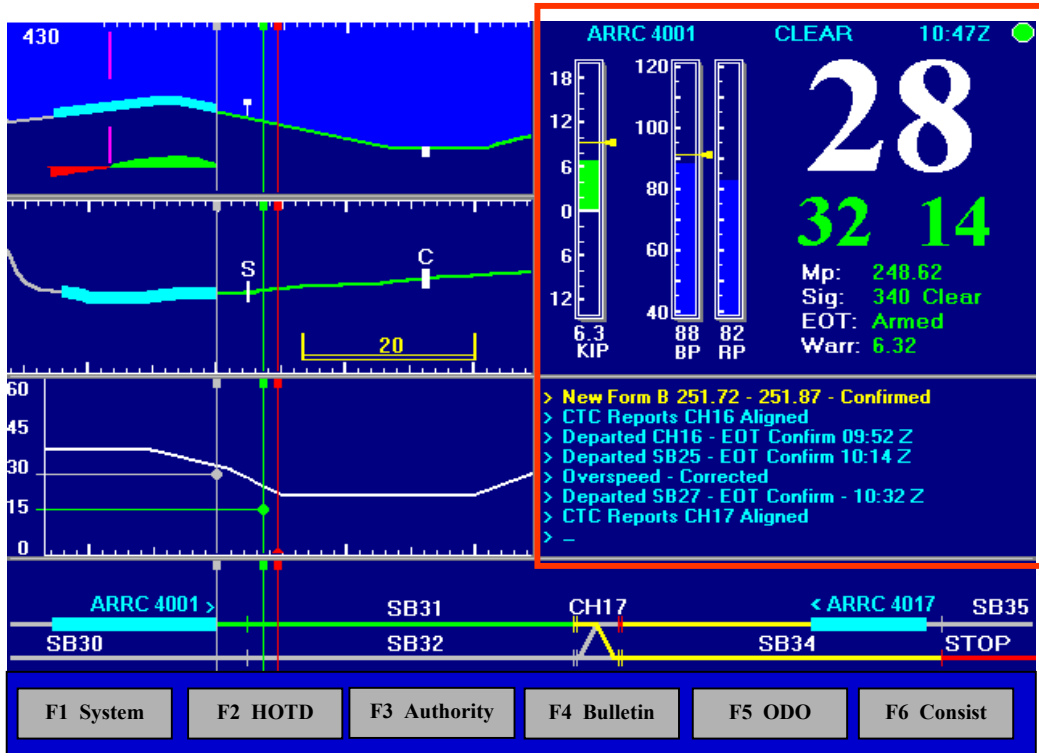 430
S
C
20
60
45
30
15
0
ARRC 4001
CLEAR
10:47Z
18
12
6
0
6
12
6.3
KIP
120
100
80
60
40
88
BP
82
RP
28
32 14
Mp: 248.62
Sig: 340 Clear
EOT: Armed
Warr: 6.32
> New Form B 251.72 - 251.87 - Confirmed
> CTC Reports CH16 Aligned
> Departed CH16 - EOT Confirm 09:52 Z
> Departed SB25 - EOT Confirm 10:14 Z
> Overspeed - Corrected
> Departed SB27 - EOT Confirm - 10:32 Z
> CTC Reports CH17 Aligned
> _
ARRC 4001 >
SB31
CH17
< ARRC 4017
SB35
SB30
SB32
SB34
STOP
F1 System
F2 HOTD
F3 Authority
F4 Bulletin
F5 ODO
F6 Consist